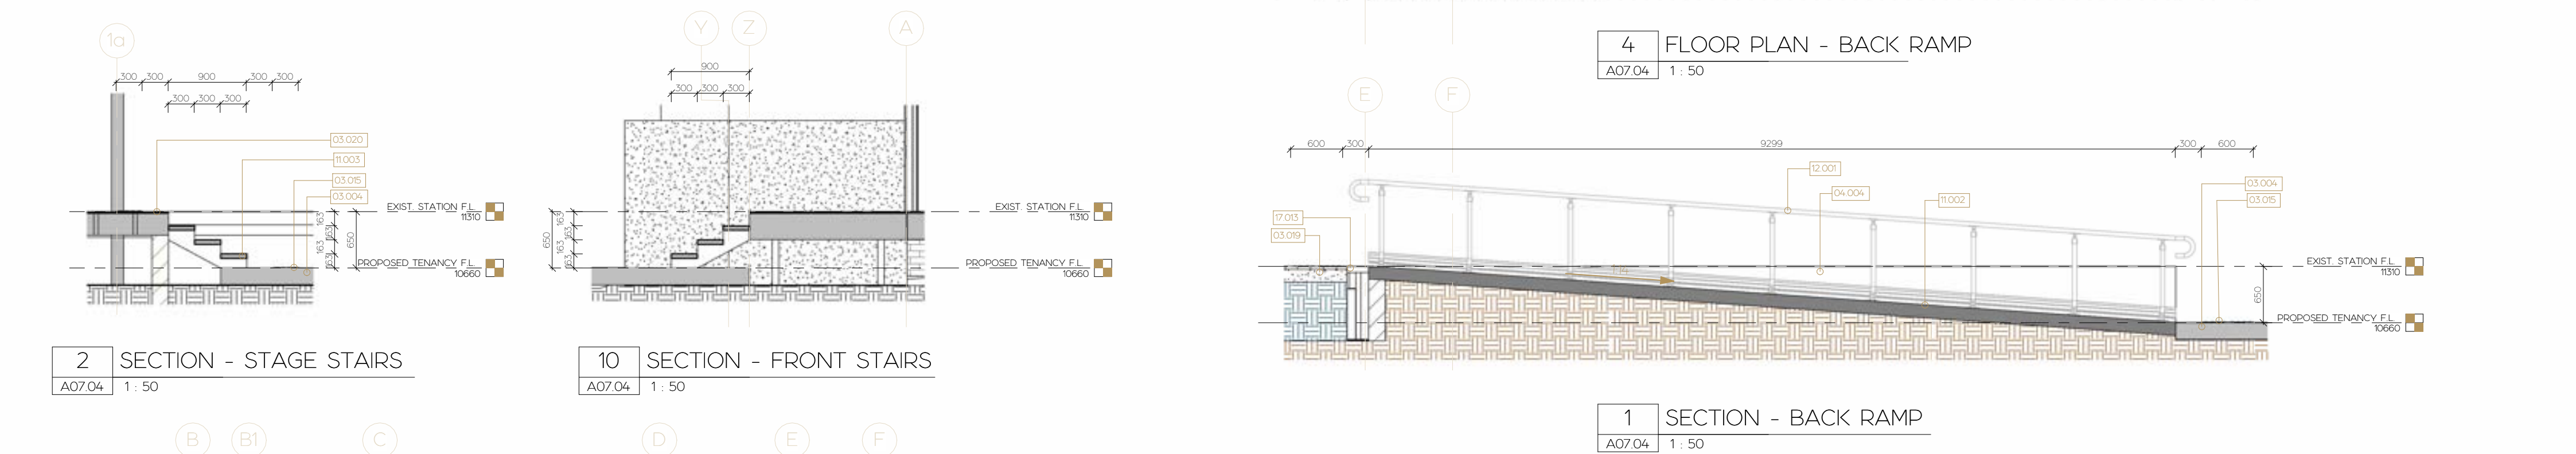 1a
300 300 900 300 300
300 300 300
03.020
11.003
03.015
03.004
EXIST. STATION F.L.
11310
163 163 163 163
650
PROPOSED TENANCY F.L.
10660
2 SECTION - STAGE STAIRS
A07.04 1 : 50
Y Z A
900
300 300 300
650
163 163 163 163
EXIST. STATION F.L.
11310
PROPOSED TENANCY F.L.
10660
10 SECTION - FRONT STAIRS
A07.04 1 : 50
4 FLOOR PLAN - BACK RAMP
A07.04 1 : 50
E F
600 300 9299 300 600
12.001
04.004
11.002
03.004
03.015
17.013
03.019
1:14
EXIST. STATION F.L.
11310
650
PROPOSED TENANCY F.L.
10660
1 SECTION - BACK RAMP
A07.04 1 : 50
B B1 C D E F